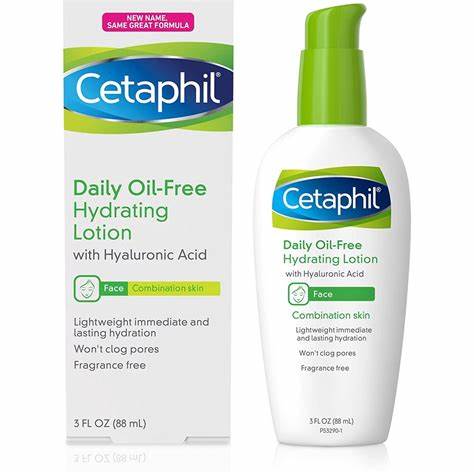 NEW NAME,
SAME GREAT FORMULA
Cetaphil®
Daily Oil-Free
Hydrating
Lotion
with Hyaluronic Acid
Face Combination skin
Lightweight immediate and
lasting hydration
Won't clog pores
Fragrance free
3 FL OZ (88 mL)
Cetaphil®
Daily Oil-Free
Hydrating Lotion
with Hyaluronic Acid
Face
Combination skin
Lightweight immediate
and lasting hydration
Won't clog pores
Fragrance free
3 FL OZ (88 mL)
P53290-1